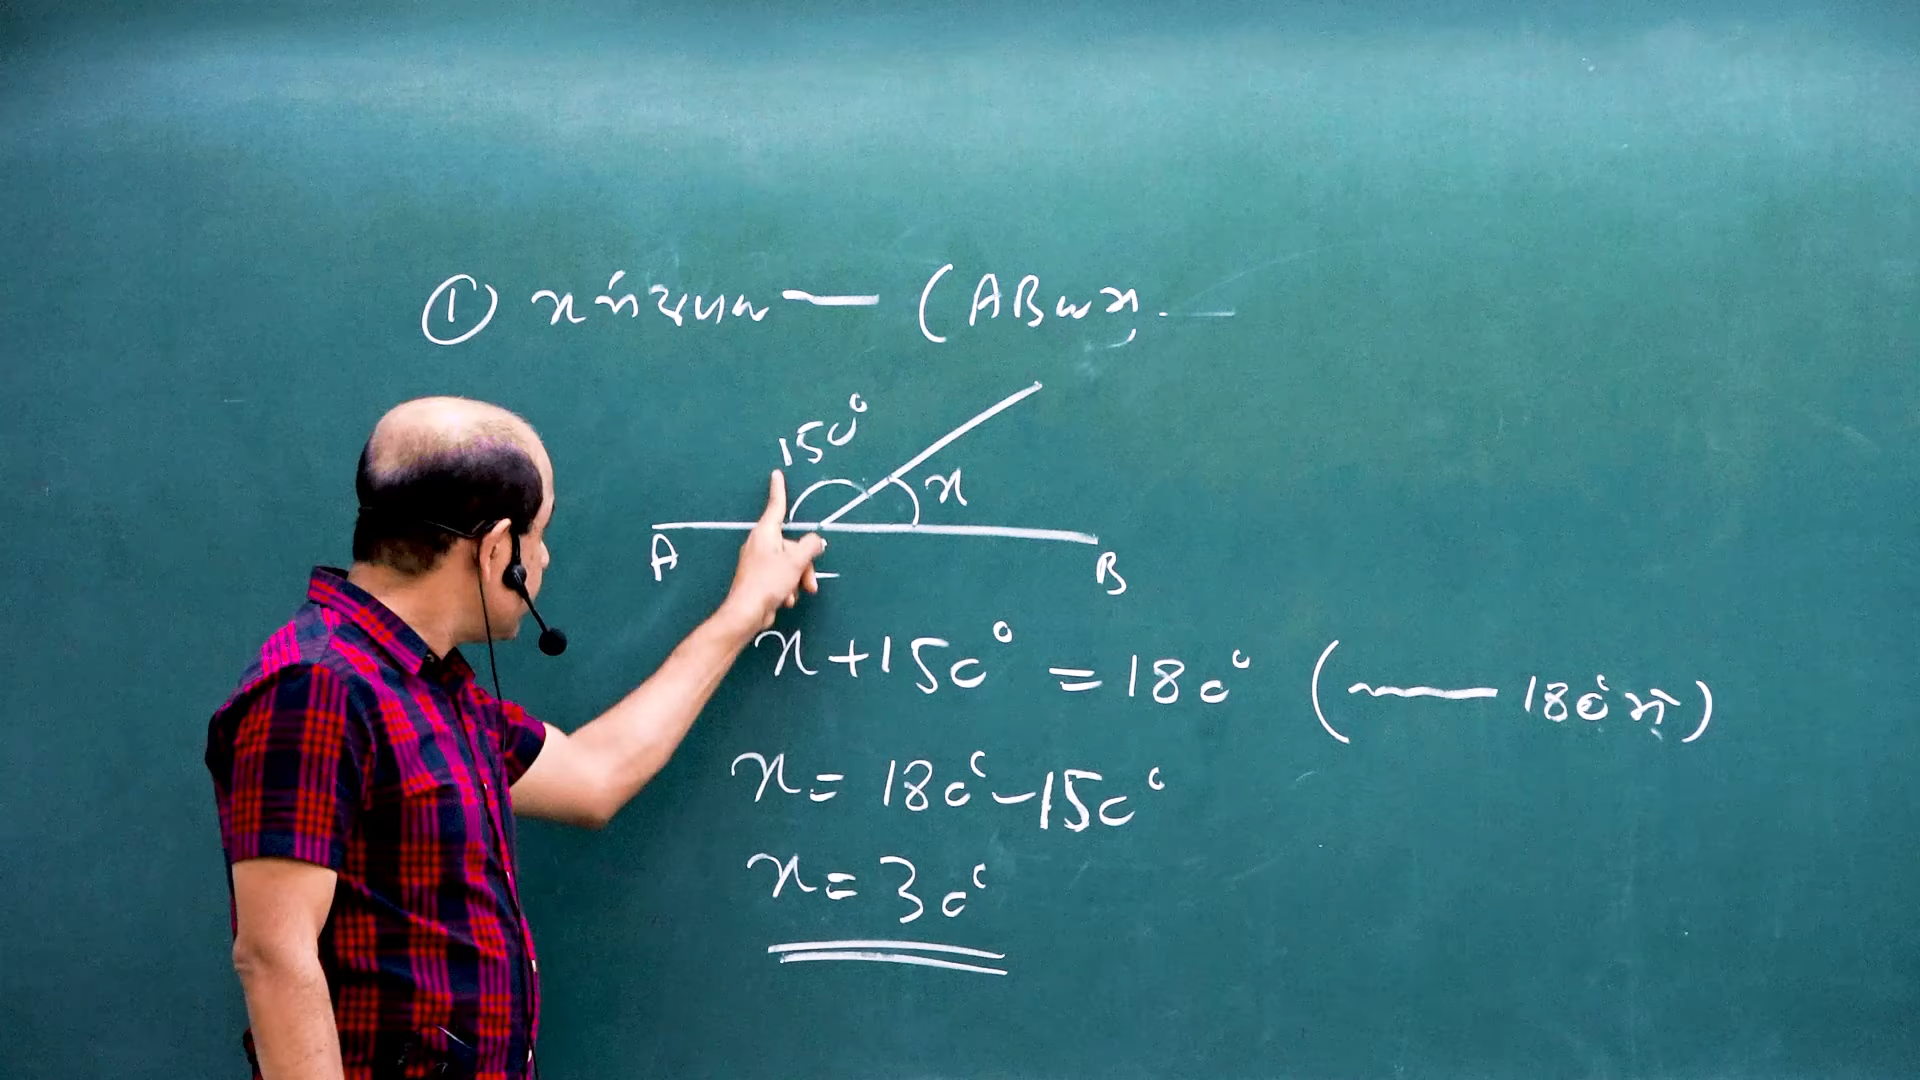 ① x નું મૂલ્ય (AB
150°
x
A B
x + 150° = 180° ( 180°
x = 180° - 150°
x = 30°